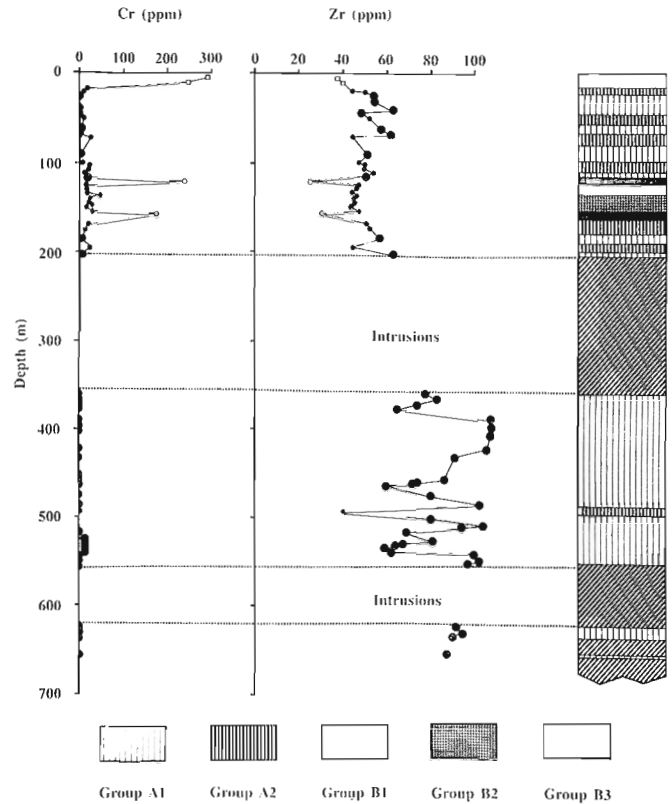 Cr (ppm) Zr (ppm)
0 100 200 300 0 20 40 60 80 100
0
100
200
300
400
500
600
700
Depth (m)
Intrusions
Intrusions
Group A1 Group A2 Group B1 Group B2 Group B3